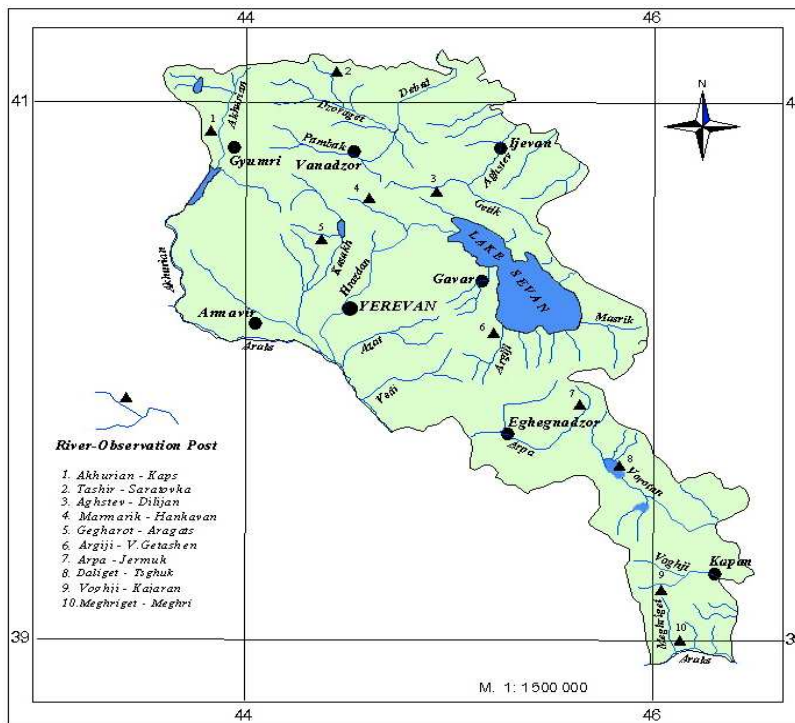 44
46
41
41
N
2
Debed
Dzoraget
Akhurian
1
Gyumri
Pambak
Vanadzor
Ijevan
Aghstev
4
3
Getik
5
Kasakh
LAKE SEVAN
Akhurian
Hrazdan
Gavar
YEREVAN
Armavir
Masrik
6
Azat
Argiji
Araks
Vedi
7
Eghegnadzor
Arpa
8
Vorotan
River-Observation Post
1. Akhurian - Kaps
2. Tashir - Saratovka
3. Aghstev - Dilijan
4. Marmarik - Hankavan
5. Gegharot - Aragats
6. Argiji - V.Getashen
7. Arpa - Jermuk
8. Daliget - Tsghuk
9. Voghji - Kajaran
10.Meghriget - Meghri
Voghji
Kapan
9
Meghriget
10
39
Araks
M. 1: 1500 000
44
46